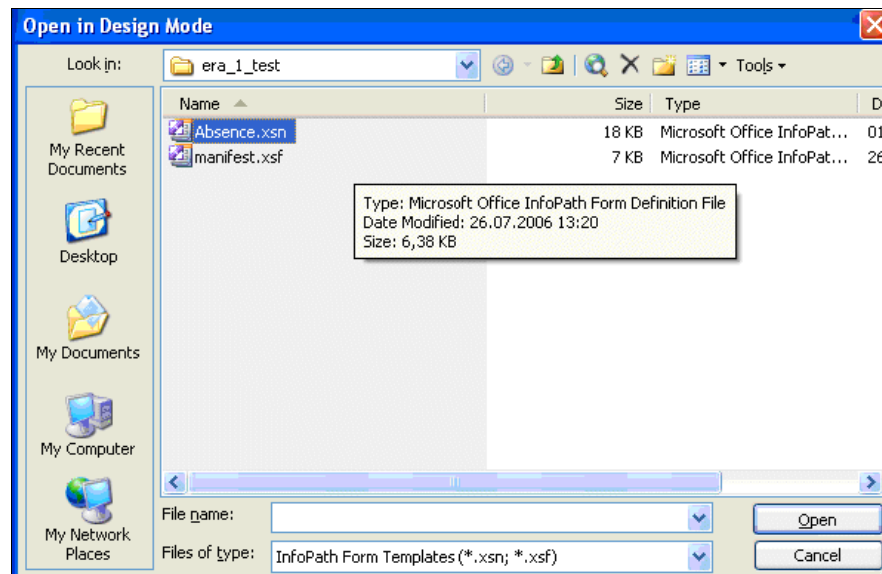 Open in Design Mode
Look in: era_1_test Tools
Name Size Type D
Absence.xsn 18 KB Microsoft Office InfoPat... 01
manifest.xsf 7 KB Microsoft Office InfoPat... 26
My Recent
Documents
Type: Microsoft Office InfoPath Form Definition File
Date Modified: 26.07.2006 13:20
Size: 6,38 KB
Desktop
My Documents
My Computer
My Network
Places
File name:
Open
Files of type: InfoPath Form Templates (*.xsn; *.xsf)
Cancel